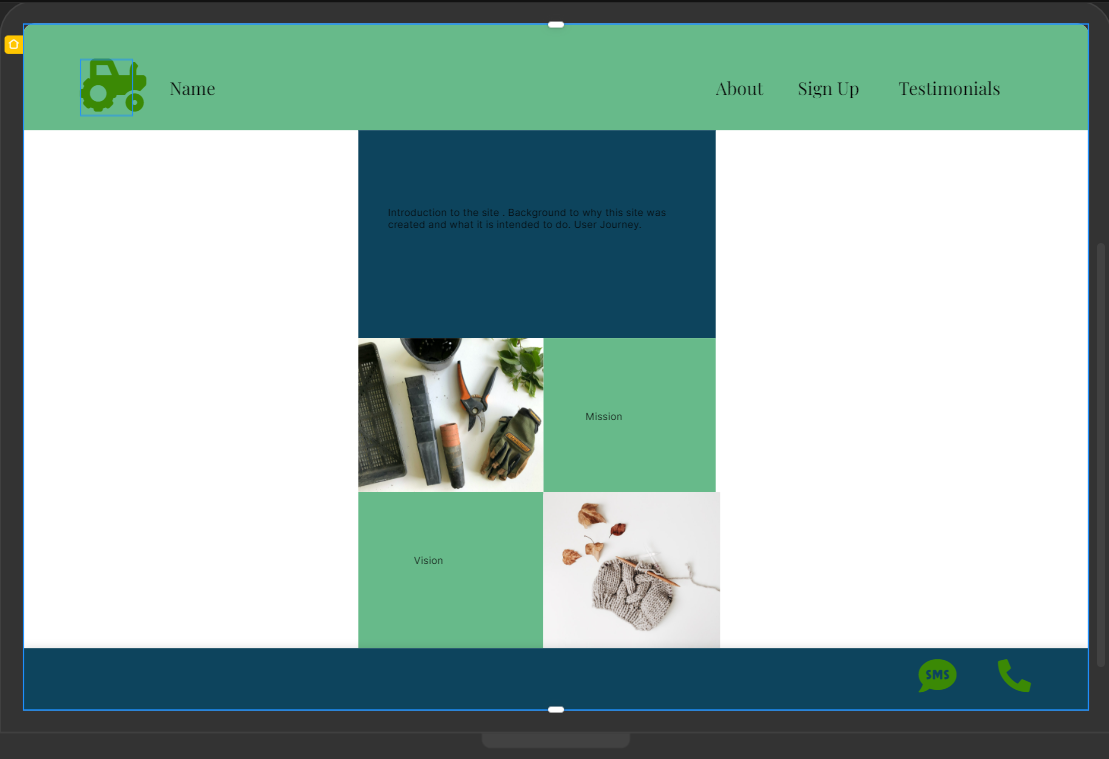 Name
About
Sign Up
Testimonials
Introduction to the site . Background to why this site was
created and what it is intended to do. User Journey,
Mission
Vision
SMS